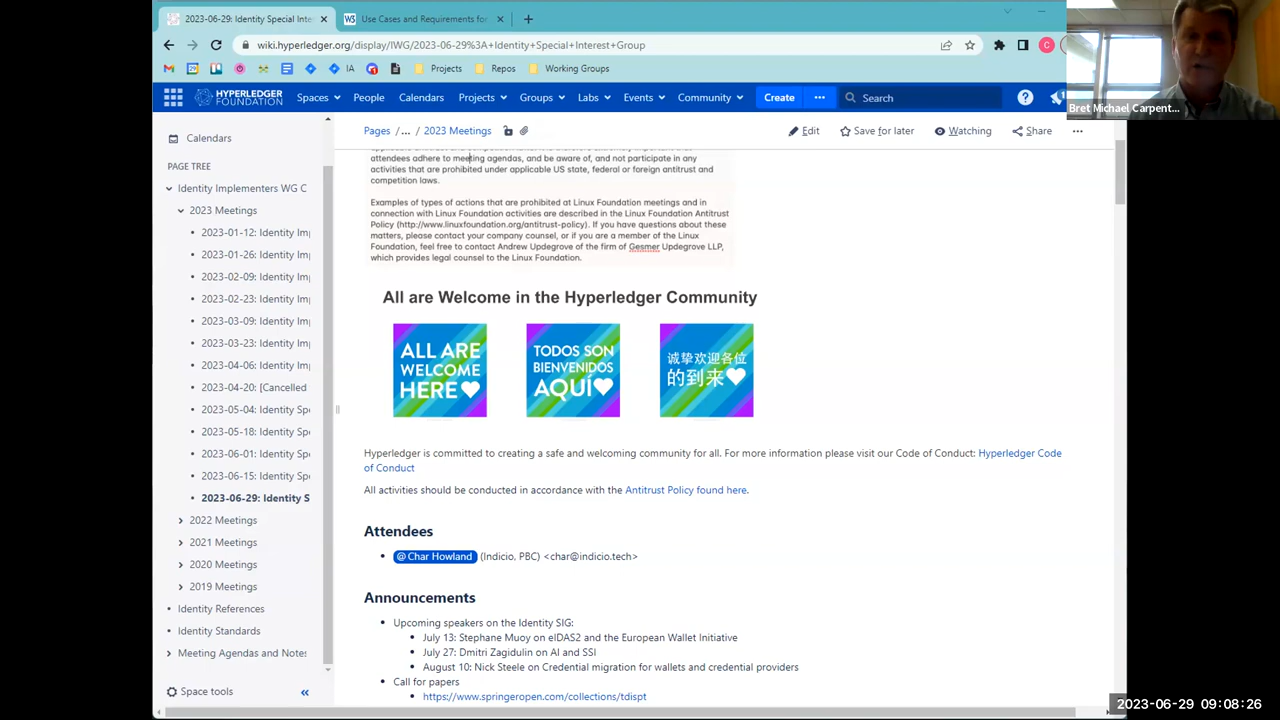 2023-06-29: Identity Special Inte
Use Cases and Requirements for
wiki.hyperledger.org/display/IWG/2023-06-29%3A+Identity+Special+Interest+Group
IA
Projects
Repos
Working Groups
Bret Michael Carpent...
HYPERLEDGER
FOUNDATION
Spaces
People
Calendars
Projects
Groups
Labs
Events
Community
Create
Search
Calendars
PAGE TREE
Identity Implementers WG C
2023 Meetings
2023-01-12: Identity Im
2023-01-26: Identity Im
2023-02-09: Identity Im
2023-02-23: Identity Im
2023-03-09: Identity Im
2023-03-23: Identity Im
2023-04-06: Identity Im
2023-04-20: [Cancelled
2023-05-04: Identity Sp
2023-05-18: Identity Sp
2023-06-01: Identity Sp
2023-06-15: Identity Sp
2023-06-29: Identity S
2022 Meetings
2021 Meetings
2020 Meetings
2019 Meetings
Identity References
Identity Standards
Meeting Agendas and Notes
Space tools
Pages /... / 2023 Meetings
Edit
Save for later
Watching
Share
attendees adhere to meeting agendas, and be aware of, and not participate in any
activities that are prohibited under applicable US state, federal or foreign antitrust and
competition laws.
Examples of types of actions that are prohibited at Linux Foundation meetings and in
connection with Linux Foundation activities are described in the Linux Foundation Antitrust
Policy (http://www.linuxfoundation.org/antitrust-policy). If you have questions about these
matters, please contact your company counsel, or if you are a member of the Linux
Foundation, feel free to contact Andrew Updegrove of the firm of Gesmer Updegrove LLP,
which provides legal counsel to the Linux Foundation.
All are Welcome in the Hyperledger Community
ALL ARE
WELCOME
HERE
TODOS SON
BIENVENIDOS
AQUÍ
诚挚欢迎各位
的到来
Hyperledger is committed to creating a safe and welcoming community for all. For more information please visit our Code of Conduct: Hyperledger Code
of Conduct
All activities should be conducted in accordance with the Antitrust Policy found here.
Attendees
@Char Howland (Indicio, PBC) <char@indicio.tech>
Announcements
Upcoming speakers on the Identity SIG:
July 13: Stephane Muoy on eIDAS2 and the European Wallet Initiative
July 27: Dmitri Zagidulin on AI and SSI
August 10: Nick Steele on Credential migration for wallets and credential providers
Call for papers
https://www.springeropen.com/collections/tdispt
2023-06-29 09:08:26